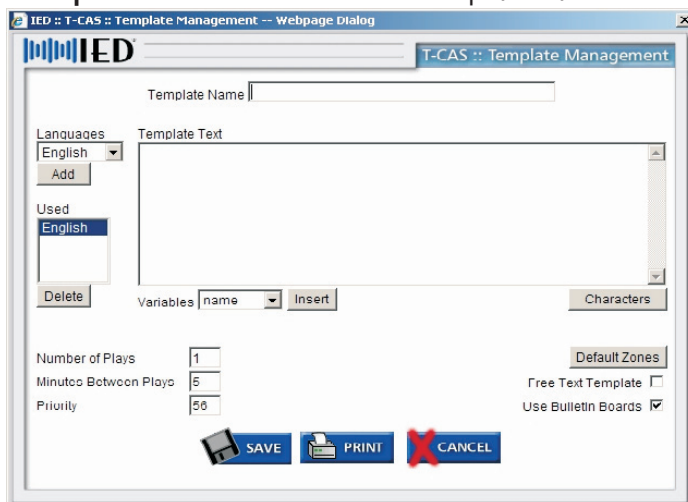 IED :: T-CAS :: Template Management -- Webpage Dialog
IED
T-CAS :: Template Management
Template Name
Languages
Template Text
English
Add
Used
English
Delete
Variables name Insert
Characters
Number of Plays 1
Default Zones
Minutes Between Plays 5
Free Text Template
Priority 56
Use Bulletin Boards
SAVE PRINT CANCEL